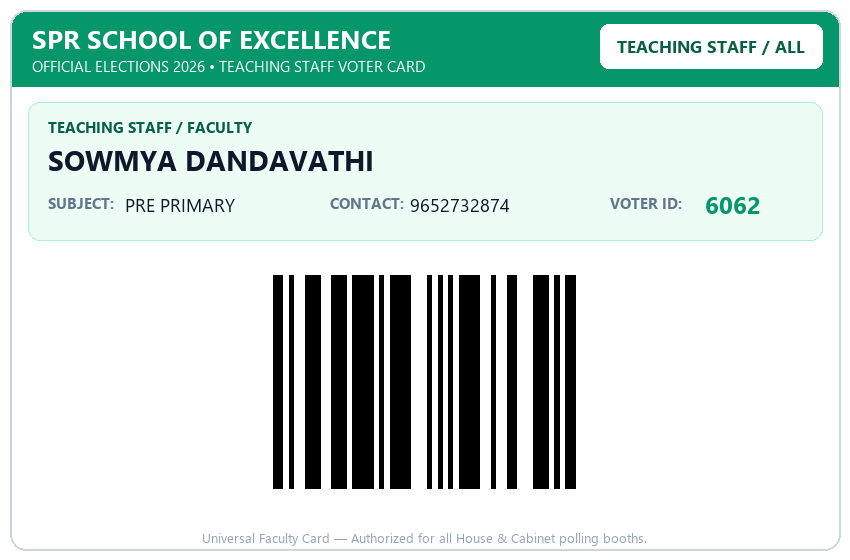 SPR SCHOOL OF EXCELLENCE
OFFICIAL ELECTIONS 2026 • TEACHING STAFF VOTER CARD
TEACHING STAFF / ALL
TEACHING STAFF / FACULTY
SOWMYA DANDAVATHI
SUBJECT: PRE PRIMARY CONTACT: 9652732874 VOTER ID: 6062
Universal Faculty Card — Authorized for all House & Cabinet polling booths.